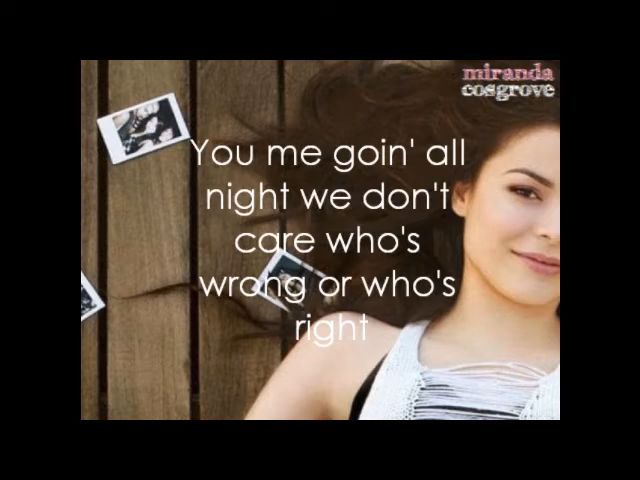 miranda
cosgrove
You me goin' all
night we don't
care who's
wrong or who's
right